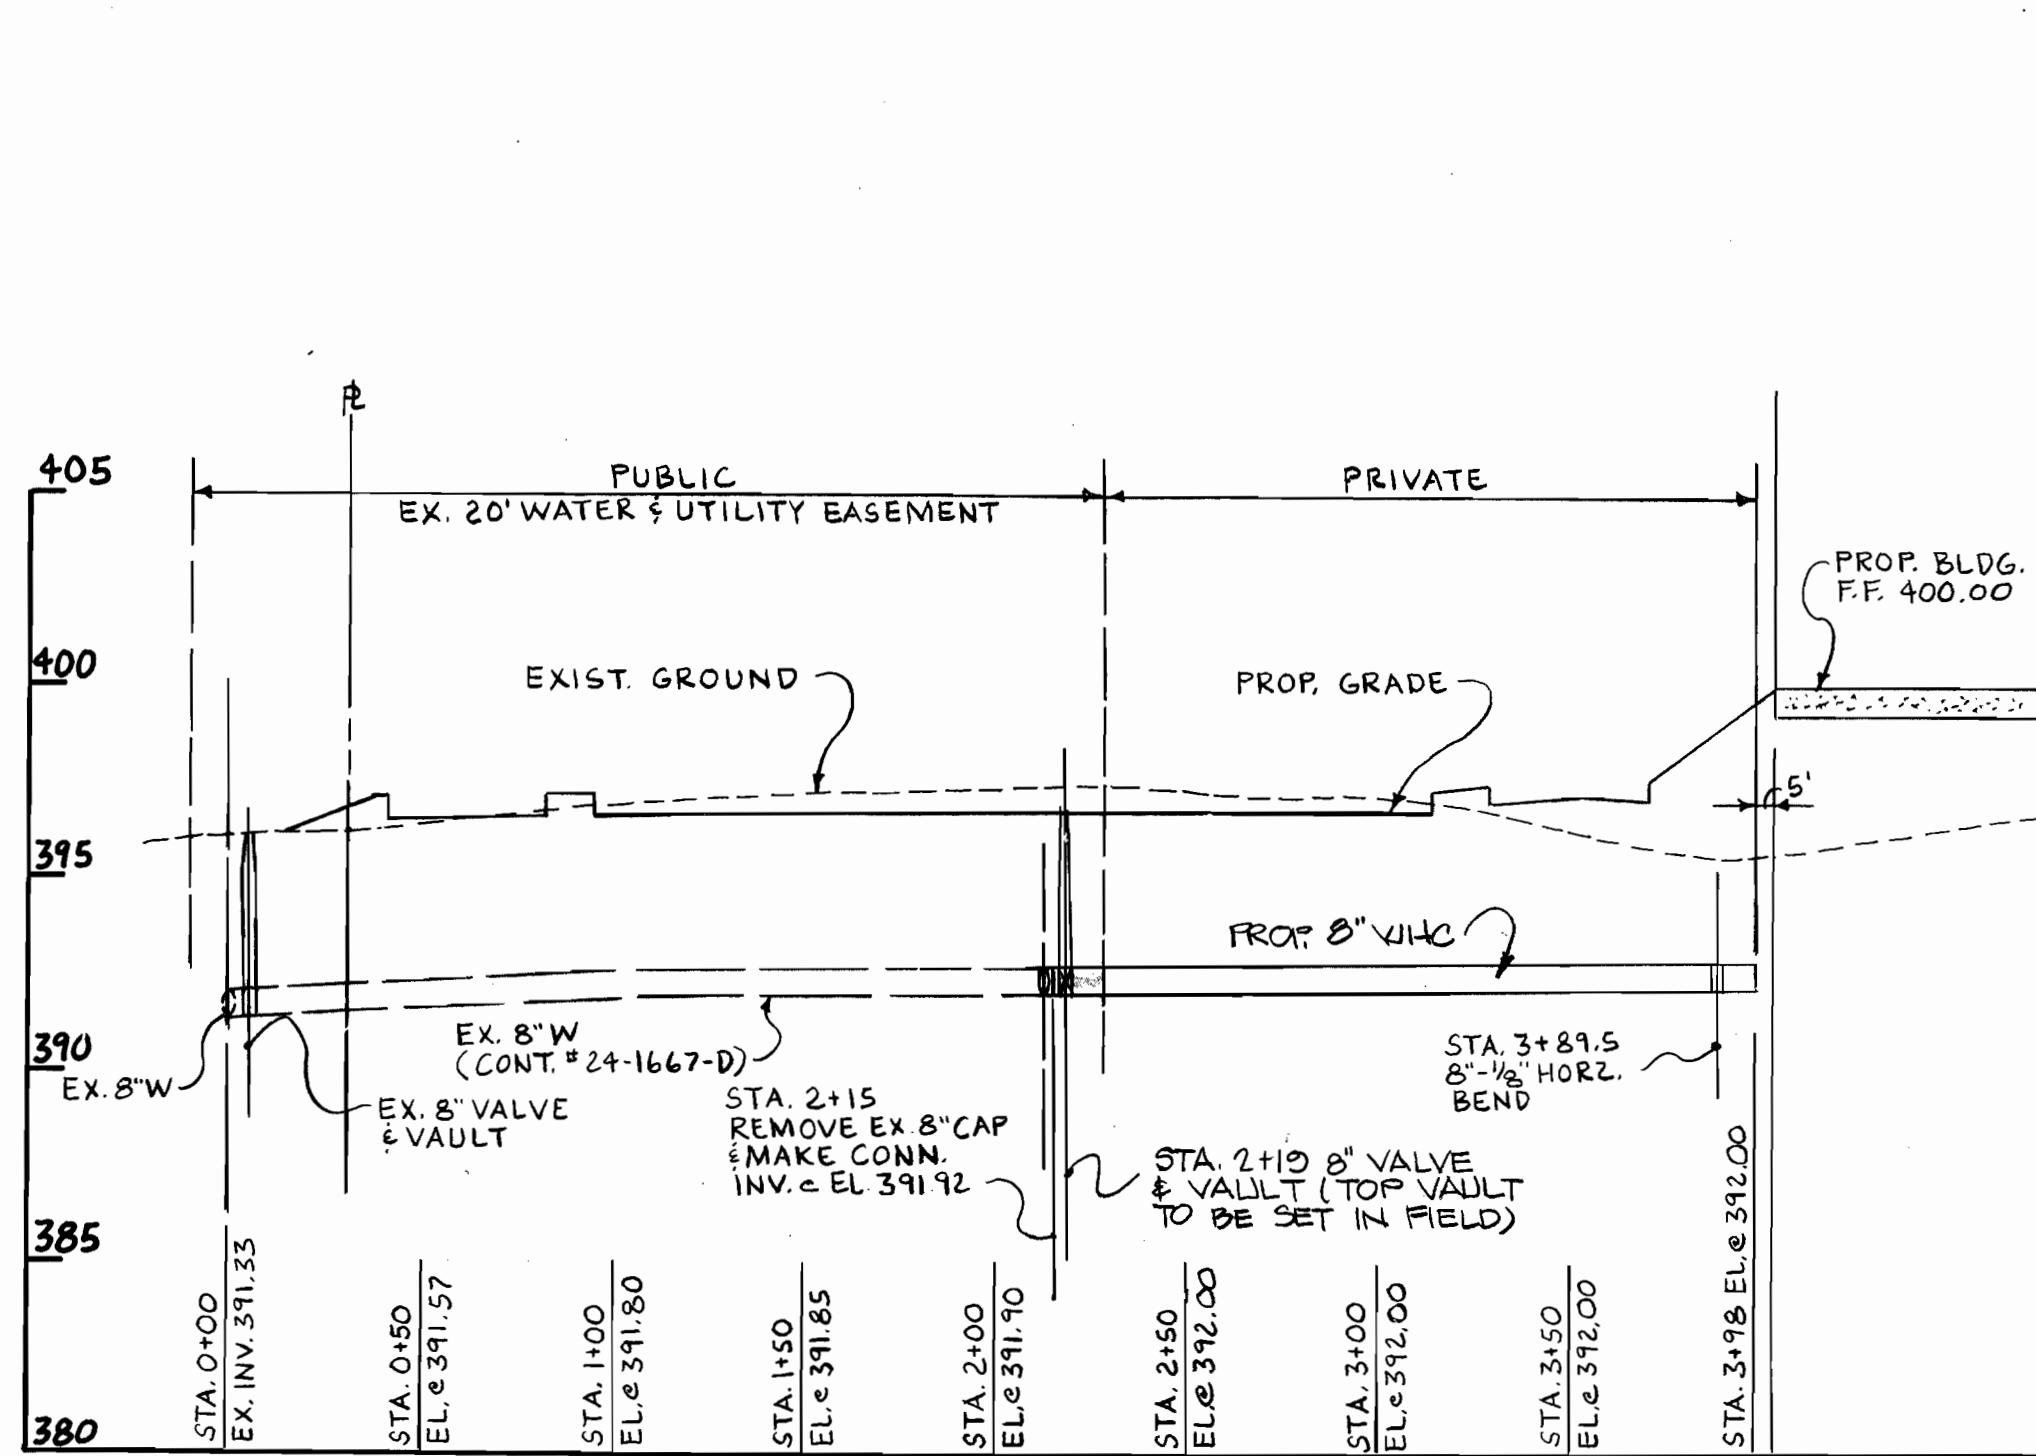 ℄
405
PUBLIC
EX. 20' WATER & UTILITY EASEMENT
PRIVATE
PROP. BLDG.
F.F. 400.00
400
EXIST. GROUND
PROP. GRADE
5'
395
PROP. 8" WHC
390
EX. 8"W
EX. 8"W
(CONT. # 24-1667-D)
EX. 8" VALVE
& VAULT
STA. 2+15
REMOVE EX. 8" CAP
& MAKE CONN.
INV. @ EL. 391.92
STA. 2+19 8" VALVE
& VAULT (TOP VAULT
TO BE SET IN FIELD)
STA. 3+89.5
8"-1/8" HORZ.
BEND
385
380
STA. 0+00
EX. INV. 391.33
STA. 0+50
EL. @ 391.57
STA. 1+00
EL. @ 391.80
STA. 1+50
EL. @ 391.85
STA. 2+00
EL. @ 391.90
STA. 2+50
EL. @ 392.00
STA. 3+00
EL. @ 392.00
STA. 3+50
EL. @ 392.00
STA. 3+98 EL. @ 392.00